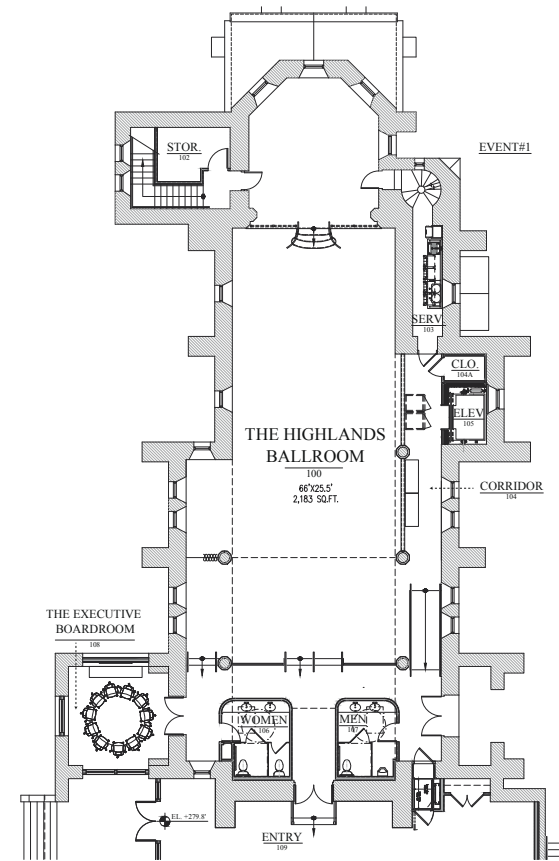 STOR.
102
EVENT#1
SERV.
103
CLO.
104A
ELEV
105
THE HIGHLANDS
BALLROOM
100
66'X25.5'
2,183 SQ.FT.
CORRIDOR
104
THE EXECUTIVE
BOARDROOM
108
WOMEN
106
MEN
107
EL. +279.8'
ENTRY
109